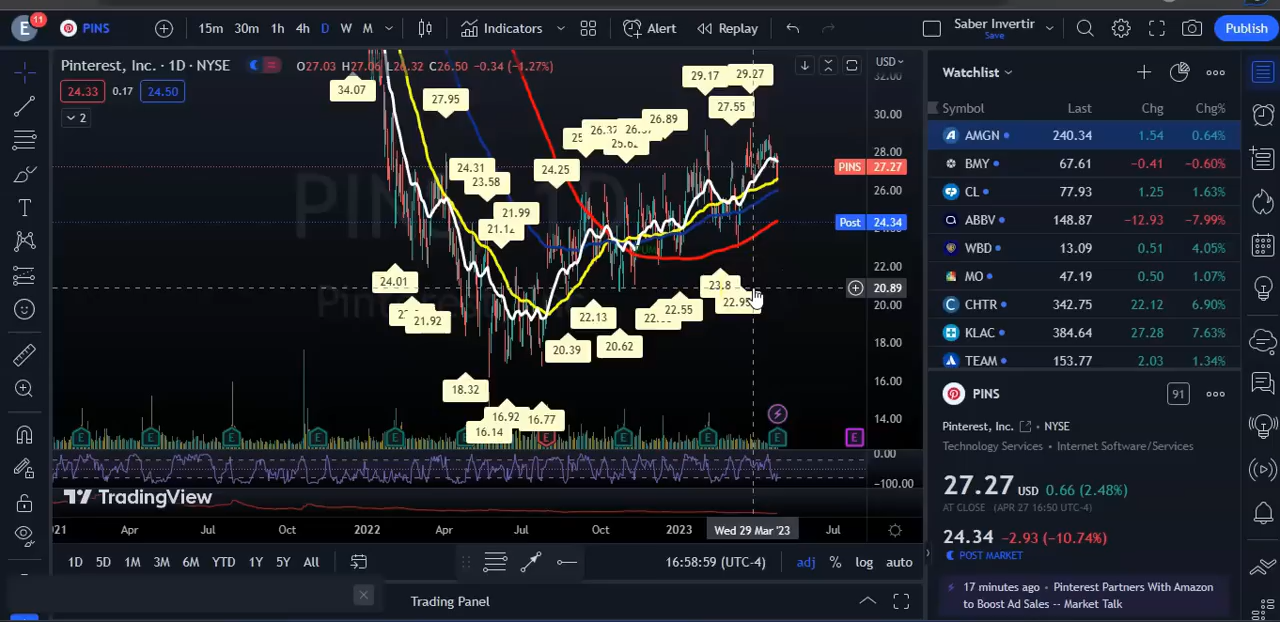 E 11 PINS 15m 30m 1h 4h D W M Indicators Alert Replay Saber Invertir Save Publish
Pinterest, Inc. · 1D · NYSE O27.03 H27.06 L26.32 C26.50 −0.34 (−1.27%) USD
24.33 0.17 24.50
2
32.00
30.00
28.00
26.00
22.00
20.00
18.00
16.00
14.00
0.00
−100.00
PINS 27.27
Post 24.34
20.89
34.07
27.95
24.31
23.58
21.99
21.12
24.25
25.62
26.89
29.17
29.27
27.55
24.01
21.92
18.32
16.92
16.14
16.77
20.39
22.13
20.62
22.55
23.8
22.95
PINS 1D
Pinterest
TradingView
Apr Jul Oct 2022 Apr Jul Oct 2023 Wed 29 Mar '23 Jul
1D 5D 1M 3M 6M YTD 1Y 5Y All 16:58:59 (UTC-4) adj % log auto
Trading Panel
Watchlist
Symbol Last Chg Chg%
AMGN 240.34 1.54 0.64%
BMY 67.61 −0.41 −0.60%
CL 77.93 1.25 1.63%
ABBV 148.87 −12.93 −7.99%
WBD 13.09 0.51 4.05%
MO 47.19 0.50 1.07%
CHTR 342.75 22.12 6.90%
KLAC 384.64 27.28 7.63%
TEAM 153.77 2.03 1.34%
PINS 91
Pinterest, Inc. · NYSE
Technology Services · Internet Software/Services
27.27 USD 0.66 (2.48%)
AT CLOSE (APR 27 16:50 UTC-4)
24.34 −2.93 (−10.74%)
POST MARKET
17 minutes ago · Pinterest Partners With Amazon
to Boost Ad Sales -- Market Talk